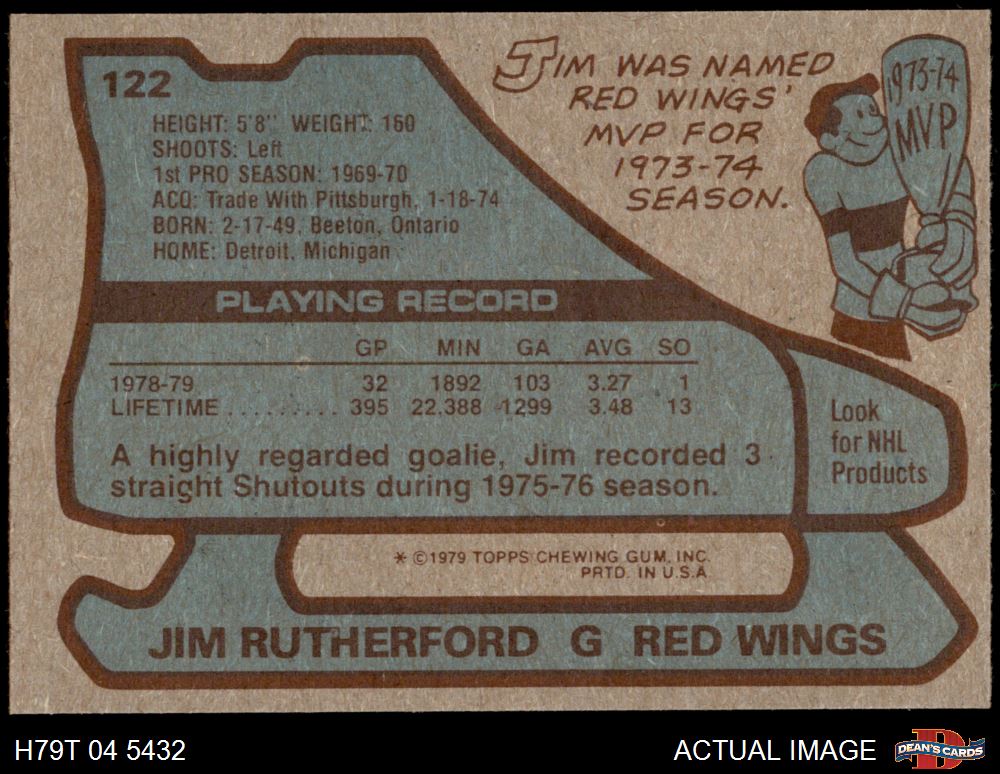 122
HEIGHT: 5'8" WEIGHT: 160
SHOOTS: Left
1st PRO SEASON: 1969-70
ACQ: Trade With Pittsburgh, 1-18-74
BORN: 2-17-49, Beeton, Ontario
HOME: Detroit, Michigan
JIM WAS NAMED
RED WINGS'
MVP FOR
1973-74
SEASON.
1973-74
MVP
PLAYING RECORD
GP MIN GA AVG SO
1978-79 32 1892 103 3.27 1
LIFETIME ......... 395 22.388 1299 3.48 13
A highly regarded goalie, Jim recorded 3
straight Shutouts during 1975-76 season.
Look
for NHL
Products
* ©1979 TOPPS CHEWING GUM, INC.
PRTD. IN U.S.A
JIM RUTHERFORD G RED WINGS
H79T 04 5432
ACTUAL IMAGE
D
DEAN'S CARDS